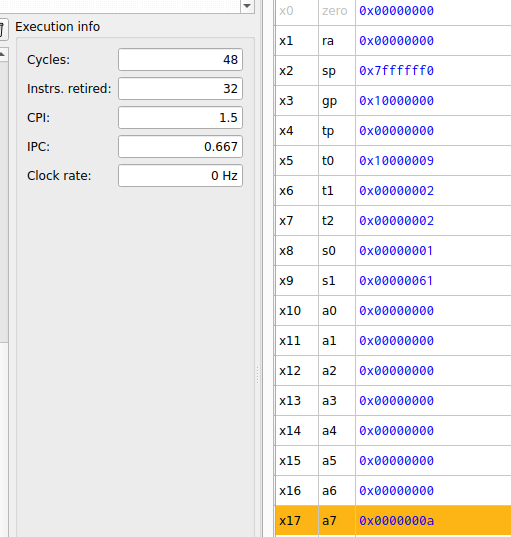 Execution info
Cycles: 48
Instrs. retired: 32
CPI: 1.5
IPC: 0.667
Clock rate: 0 Hz
x0 zero 0x00000000
x1 ra 0x00000000
x2 sp 0x7ffffff0
x3 gp 0x10000000
x4 tp 0x00000000
x5 t0 0x10000009
x6 t1 0x00000002
x7 t2 0x00000002
x8 s0 0x00000001
x9 s1 0x00000061
x10 a0 0x00000000
x11 a1 0x00000000
x12 a2 0x00000000
x13 a3 0x00000000
x14 a4 0x00000000
x15 a5 0x00000000
x16 a6 0x00000000
x17 a7 0x0000000a